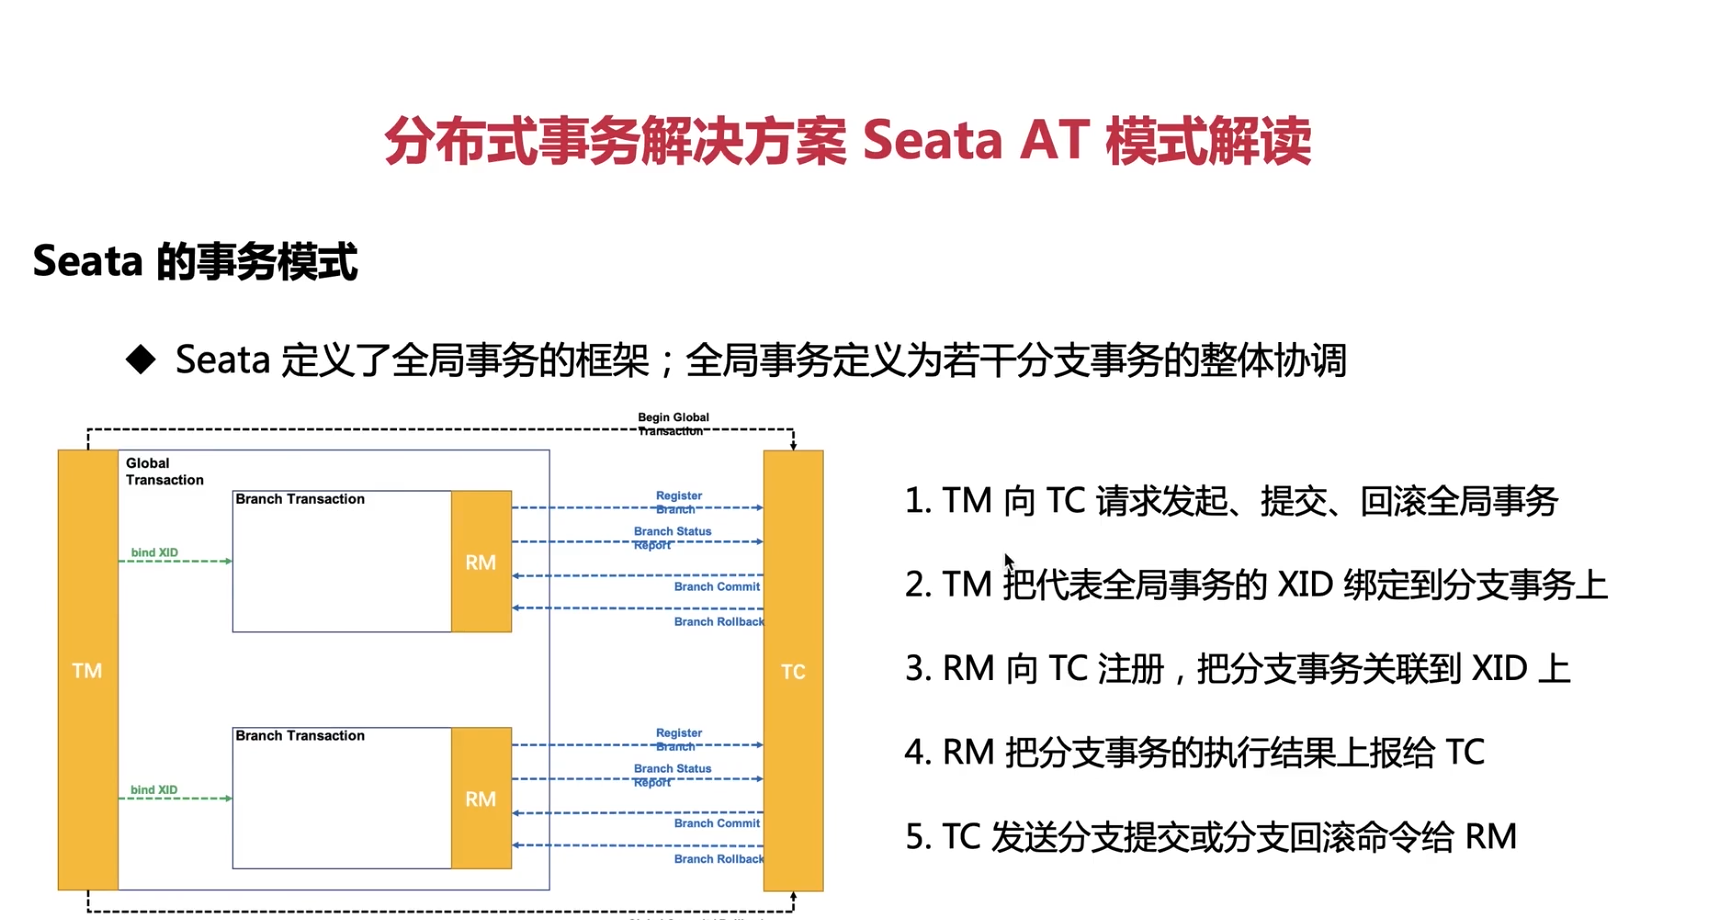 分布式事务解决方案 Seata AT 模式解读
Seata 的事务模式
◆ Seata 定义了全局事务的框架；全局事务定义为若干分支事务的整体协调
Begin Global
Transaction
Global
Transaction
Branch Transaction
bind XID
RM
Register
Branch
Branch Status
Report
Branch Commit
Branch Rollback
TM
TC
Branch Transaction
bind XID
RM
Register
Branch
Branch Status
Report
Branch Commit
Branch Rollback
1. TM 向 TC 请求发起、提交、回滚全局事务
2. TM 把代表全局事务的 XID 绑定到分支事务上
3. RM 向 TC 注册，把分支事务关联到 XID 上
4. RM 把分支事务的执行结果上报给 TC
5. TC 发送分支提交或分支回滚命令给 RM